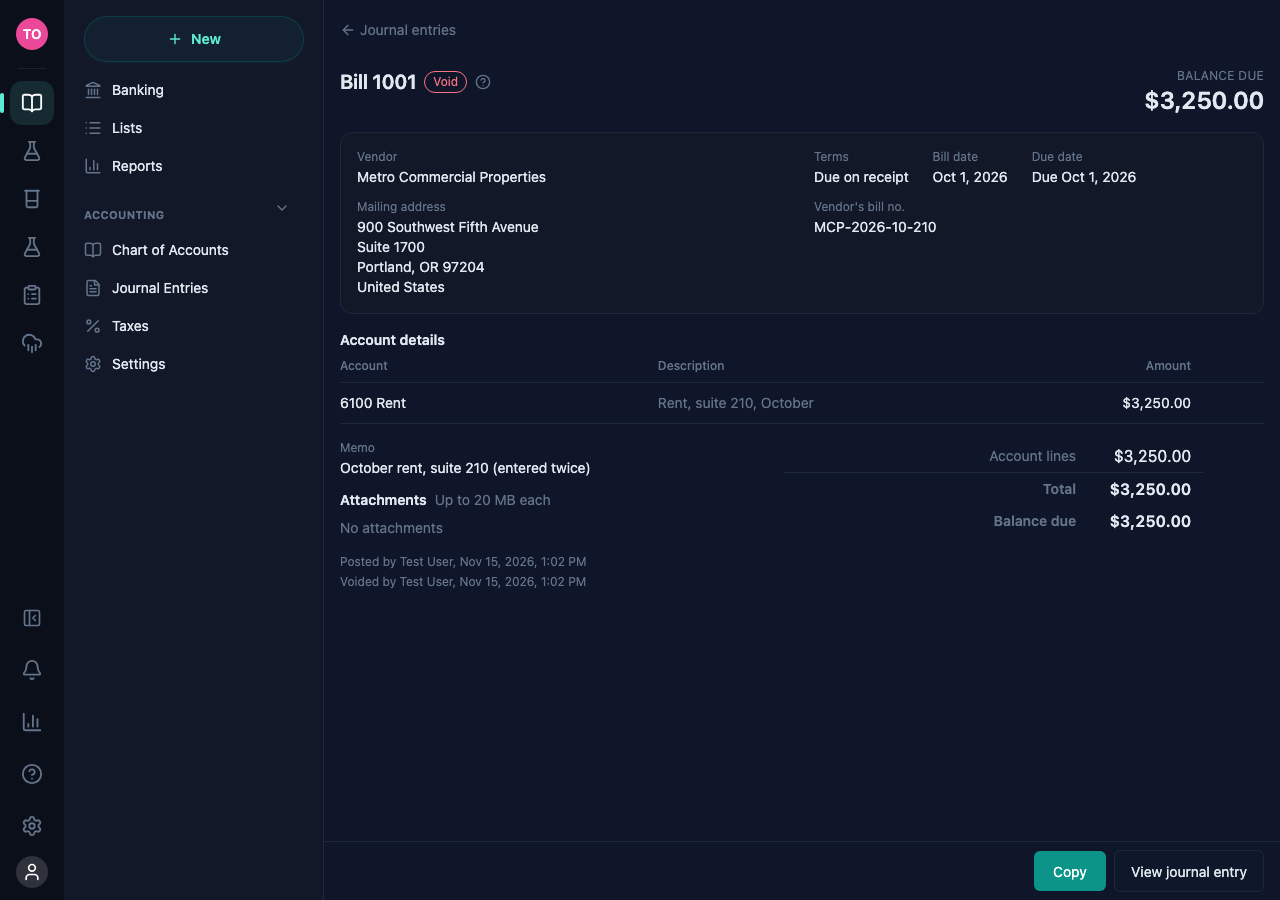 TO
New
Banking
Lists
Reports
ACCOUNTING
Chart of Accounts
Journal Entries
Taxes
Settings
Journal entries
Bill 1001 Void
BALANCE DUE
$3,250.00
Vendor
Metro Commercial Properties
Mailing address
900 Southwest Fifth Avenue
Suite 1700
Portland, OR 97204
United States
Terms Bill date Due date
Due on receipt Oct 1, 2026 Due Oct 1, 2026
Vendor's bill no.
MCP-2026-10-210
Account details
Account Description Amount
6100 Rent Rent, suite 210, October $3,250.00
Memo
October rent, suite 210 (entered twice)
Attachments Up to 20 MB each
No attachments
Posted by Test User, Nov 15, 2026, 1:02 PM
Voided by Test User, Nov 15, 2026, 1:02 PM
Account lines $3,250.00
Total $3,250.00
Balance due $3,250.00
Copy View journal entry